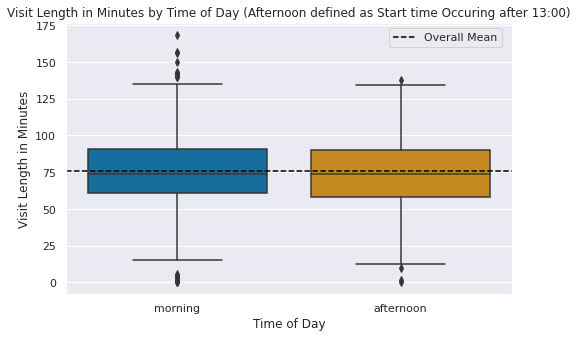 Visit Length in Minutes by Time of Day (Afternoon defined as Start time Occuring after 13:00)
Overall Mean
175
150
125
100
75
50
25
0
Visit Length in Minutes
morning
afternoon
Time of Day